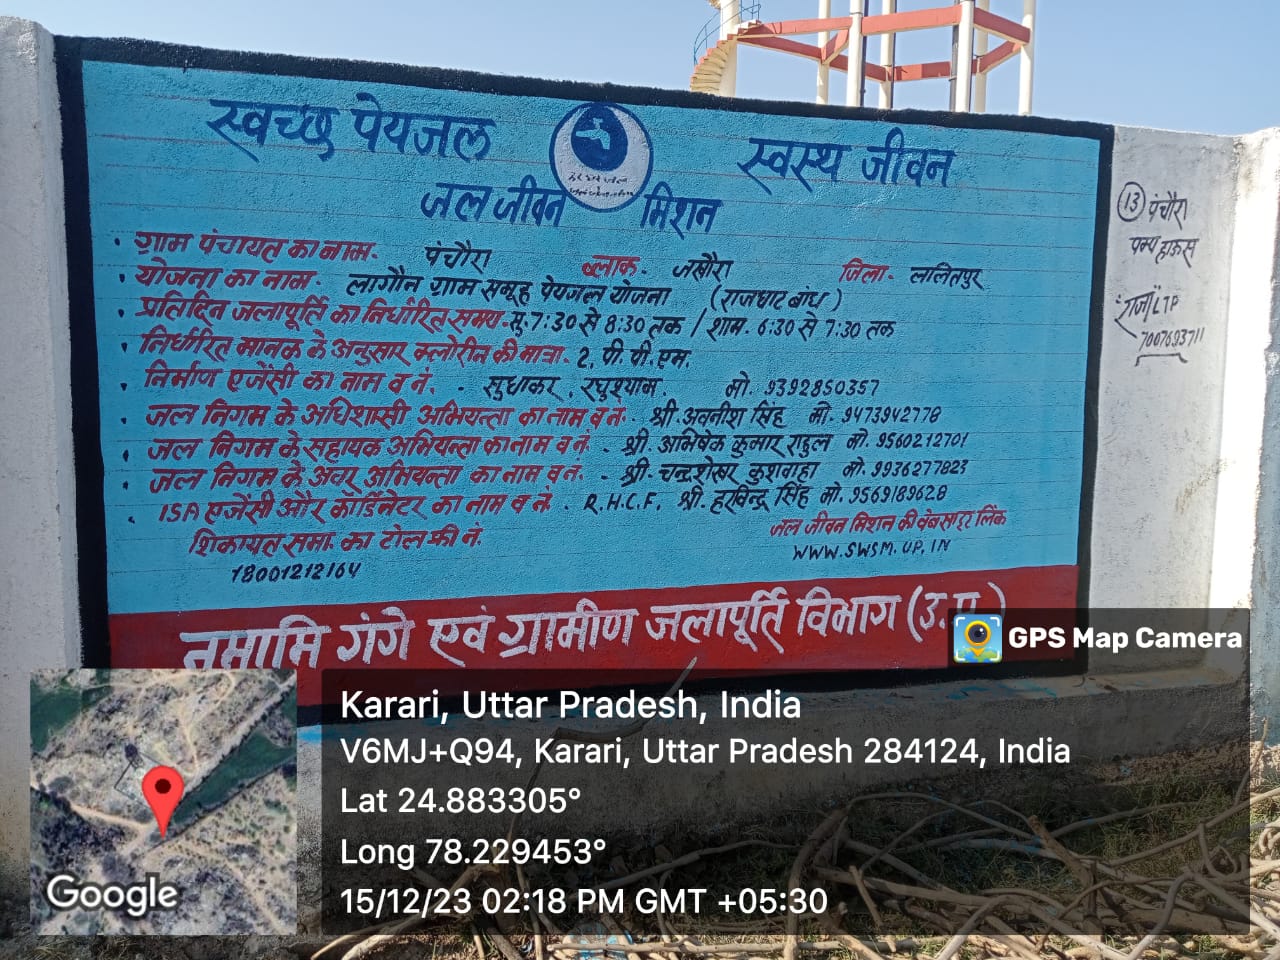 स्वच्छ पेयजल स्वस्थ जीवन
जल जीवन मिशन
• ग्राम पंचायत का नाम- पंचौरा ब्लाक- जखौरा जिला- ललितपुर
• योजना का नाम- लागौन ग्राम समूह पेयजल योजना (राजघाट बांध)
• प्रतिदिन जलापूर्ति का निर्धारित समय- सु. 7:30 से 8:30 तक / शाम. 6:30 से 7:30 तक
• निर्धारित मानक के अनुसार क्लोरीन की मात्रा- 2. पी. पी. एम.
• निर्माण एजेंसी का नाम व नं. - सुधाकर, रघुश्याम. मो. 9392850357
• जल निगम के अधिशासी अभियन्ता का नाम व न. श्री. अवनीश सिंह मो. 9473942778
• जल निगम के सहायक अभियन्ता का नाम व न. - श्री. अभिषेक कुमार राहुल मो. 9560212701
• जल निगम के अवर अभियन्ता का नाम व न. - श्री- चन्द्रशेखर कुशवाहा मो. 9936277823
• ISA एजेंसी और कॉर्डिनेटर का नाम व नं. - R.H.C.F. श्री. हरविन्द्र सिंह मो. 9569189628
शिकायत समा. का टोल फ्री नं.
18001212164
जल जीवन मिशन की वेबसाइट लिंक
WWW.SWSM.UP.IN
नमामि गंगे एवं ग्रामीण जलापूर्ति विभाग (उ.प्र.)
13 पंचौरा
पम्प हाऊस
"राजा" LTP
7007693711
GPS Map Camera
Karari, Uttar Pradesh, India
V6MJ+Q94, Karari, Uttar Pradesh 284124, India
Lat 24.883305°
Long 78.229453°
15/12/23 02:18 PM GMT +05:30
Google